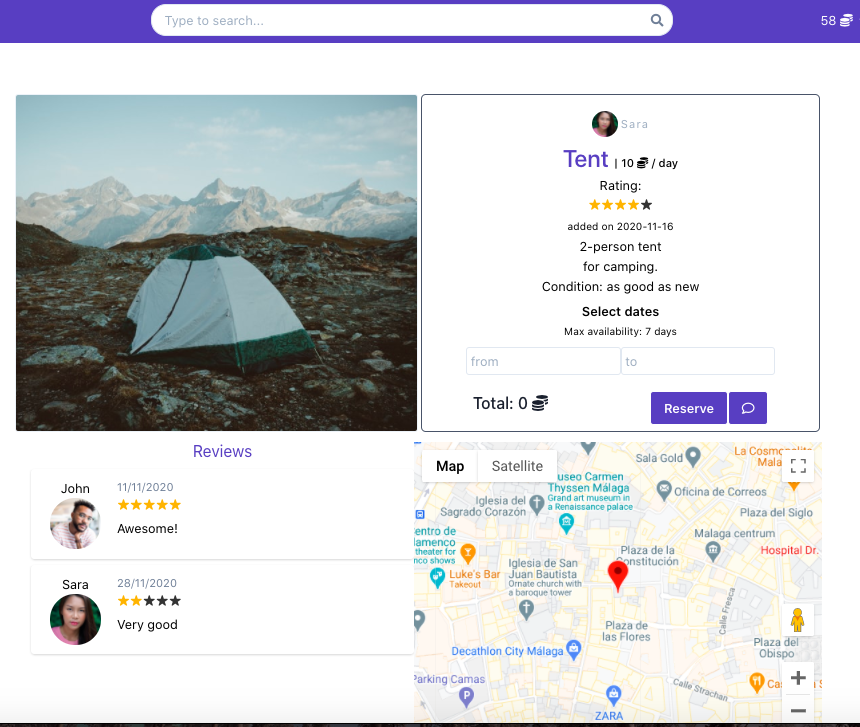 Type to search...
58
Sara
Tent | 10 / day
Rating:
added on 2020-11-16
2-person tent
for camping.
Condition: as good as new
Select dates
Max availability: 7 days
from
to
Total: 0
Reserve
Reviews
John
11/11/2020
Awesome!
Sara
28/11/2020
Very good
Map
Satellite
Sala Gold
La Cosmopolita
Mala
useo Carmen
Thyssen Málaga
Grand art museum in
a Renaissance palace
Oficina de Correos
Iglesia del
Sagrado Corazón
Plaza del Siglo
entro de
lamenco
theater for
nco shows
Malaga centrum
Plaza de la
Constitución
Hospital Dr.
Luke's Bar
Takeout
Iglesia de San
Juan Bautista
Ornate church with
a baroque tower
Calle Fresca
Plaza de
las Flores
Plaza del
Obispo
Decathlon City Málaga
Parking Camas
P
Calle Strachan
Cas
ZARA